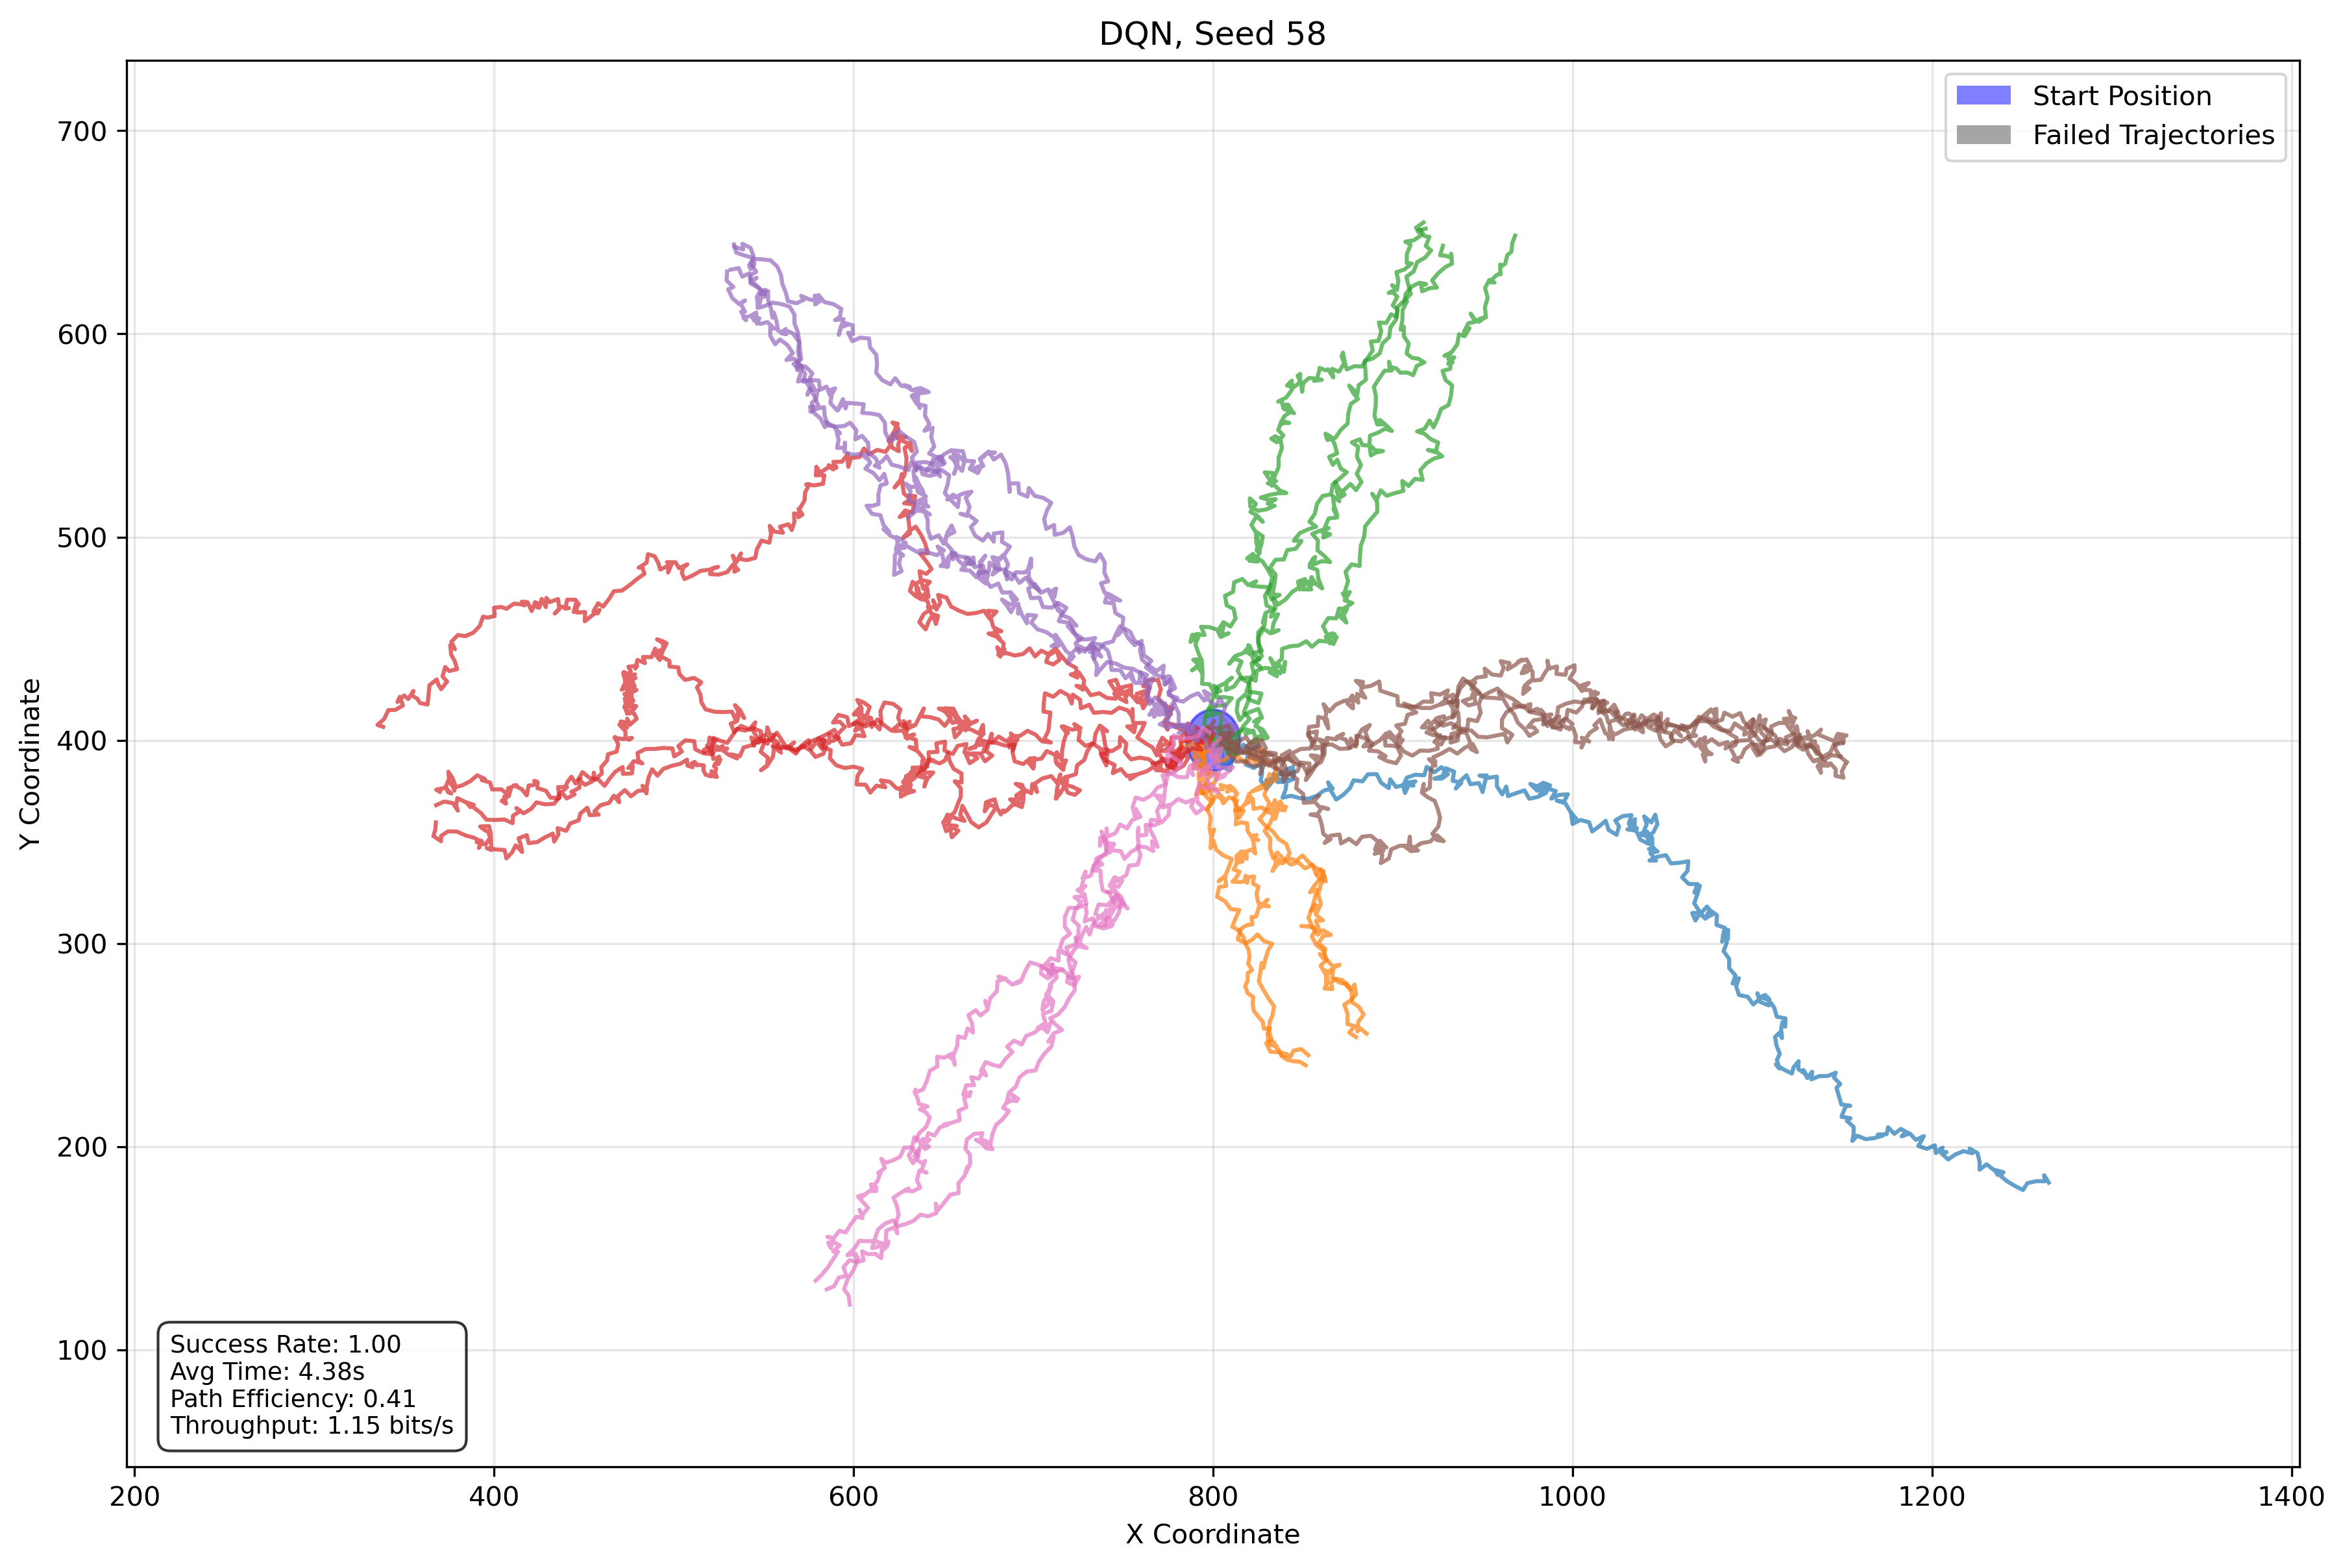 DQN, Seed 58
Start Position
Failed Trajectories
700
600
500
400
300
200
100
Y Coordinate
Success Rate: 1.00
Avg Time: 4.38s
Path Efficiency: 0.41
Throughput: 1.15 bits/s
200
400
600
800
1000
1200
1400
X Coordinate